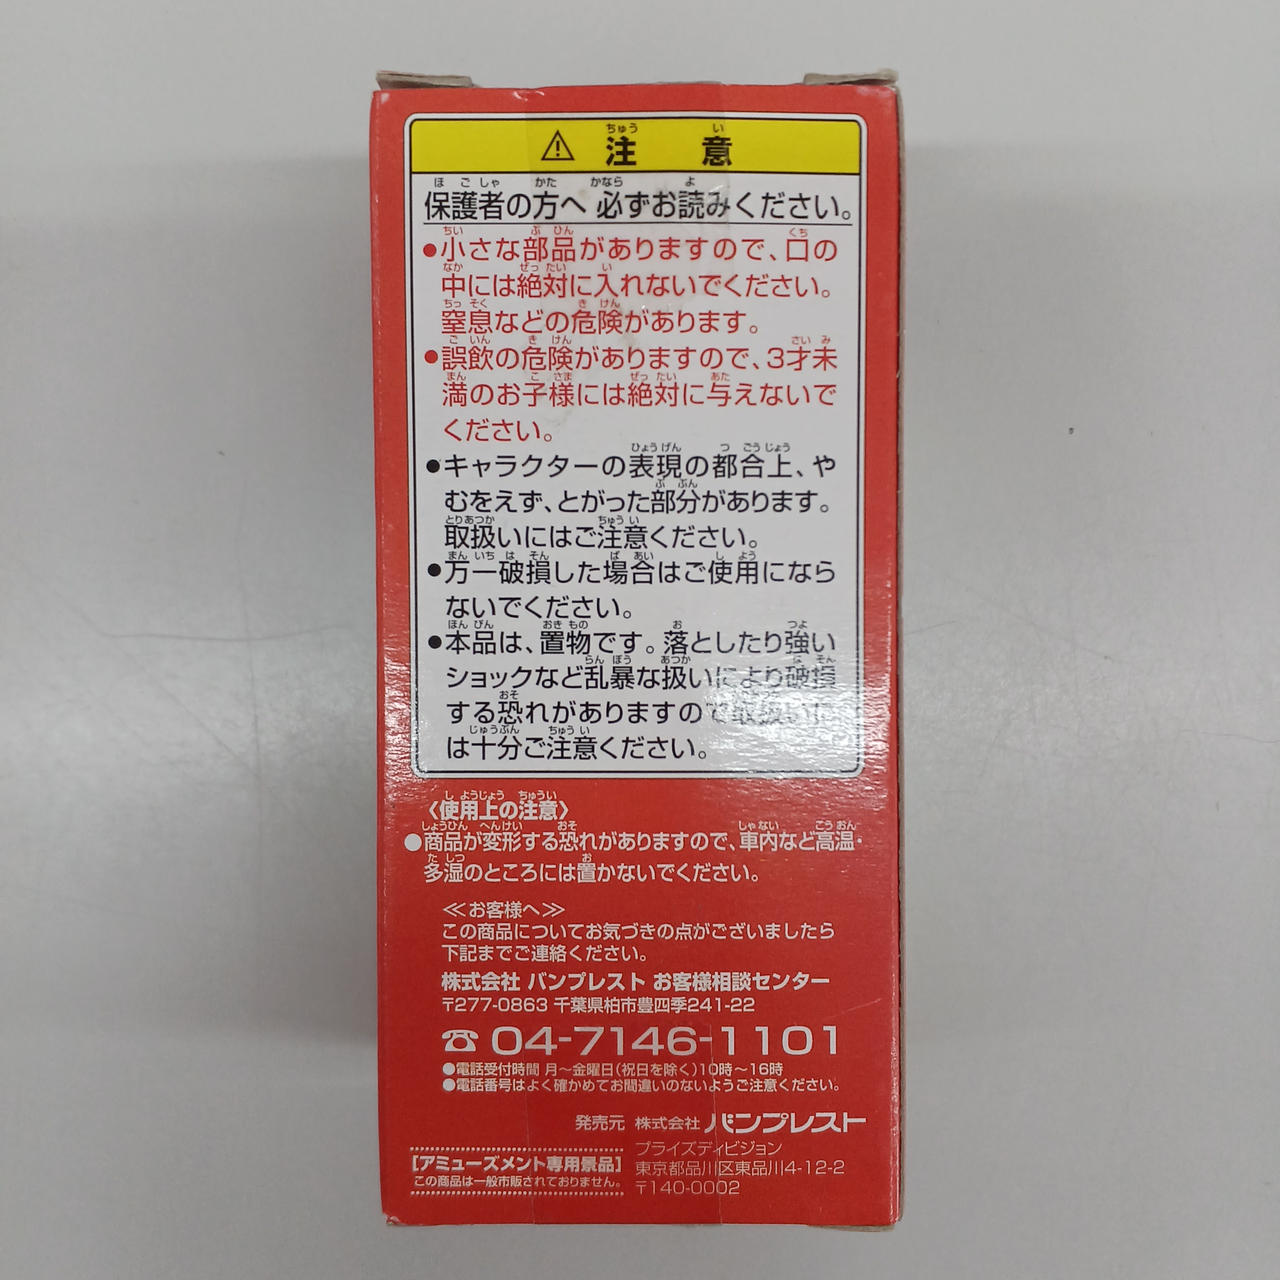 ⚠ 注意
保護者の方へ 必ずお読みください。
●小さな部品がありますので、口の
中には絶対に入れないでください。
窒息などの危険があります。
●誤飲の危険がありますので、3才未
満のお子様には絶対に与えないで
ください。
●キャラクターの表現の都合上、や
むをえず、とがった部分があります。
取扱いにはご注意ください。
●万一破損した場合はご使用になら
ないでください。
●本品は、置物です。落としたり強い
ショックなど乱暴な扱いにより破損
する恐れがありますので取扱いに
は十分ご注意ください。
〈使用上の注意〉
●商品が変形する恐れがありますので、車内など高温・
多湿のところには置かないでください。
≪お客様へ≫
この商品についてお気づきの点がございましたら
下記までご連絡ください。
株式会社 バンプレスト お客様相談センター
〒277-0863 千葉県柏市豊四季241-22
☎ 04-7146-1101
●電話受付時間 月〜金曜日(祝日を除く)10時〜16時
●電話番号はよく確かめてお間違いのないようご注意ください。
発売元 株式会社 バンプレスト
プライズディビジョン
東京都品川区東品川4-12-2
〒140-0002
[アミューズメント専用景品]
この商品は一般市販されておりません。